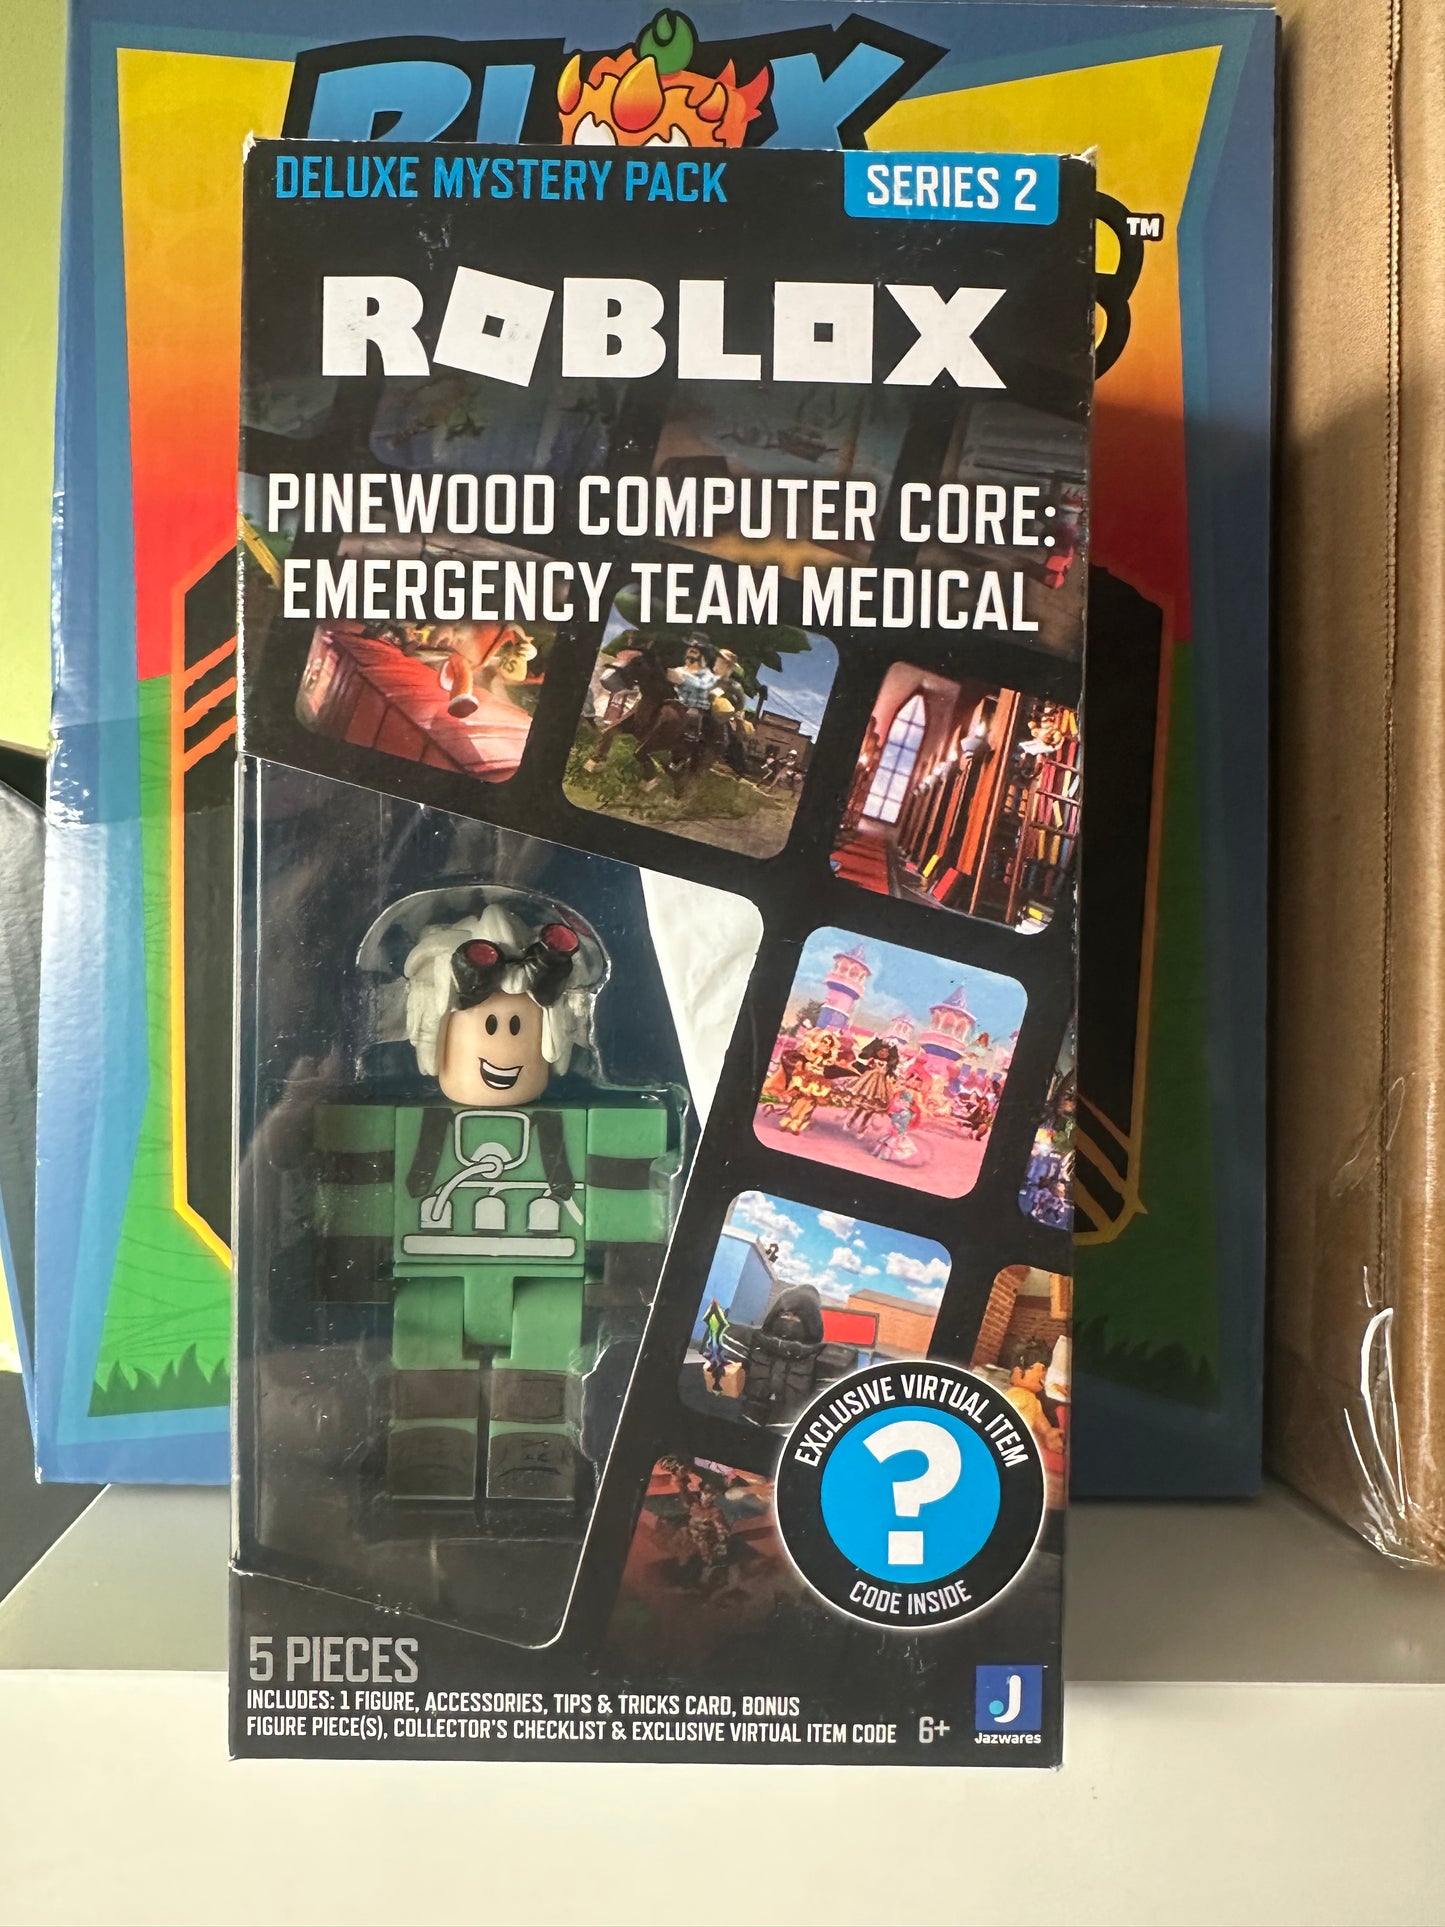 DELUXE MYSTERY PACK
SERIES 2
ROBLOX
PINEWOOD COMPUTER CORE:
EMERGENCY TEAM MEDICAL
EXCLUSIVE VIRTUAL ITEM
?
CODE INSIDE
5 PIECES
INCLUDES: 1 FIGURE, ACCESSORIES, TIPS & TRICKS CARD, BONUS
FIGURE PIECE(S), COLLECTOR'S CHECKLIST & EXCLUSIVE VIRTUAL ITEM CODE
6+
J
Jazwares
TM